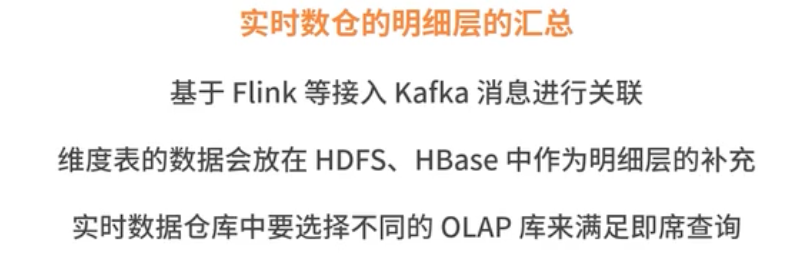 实时数仓的明细层的汇总
基于 Flink 等接入 Kafka 消息进行关联
维度表的数据会放在 HDFS、HBase 中作为明细层的补充
实时数据仓库中要选择不同的 OLAP 库来满足即席查询